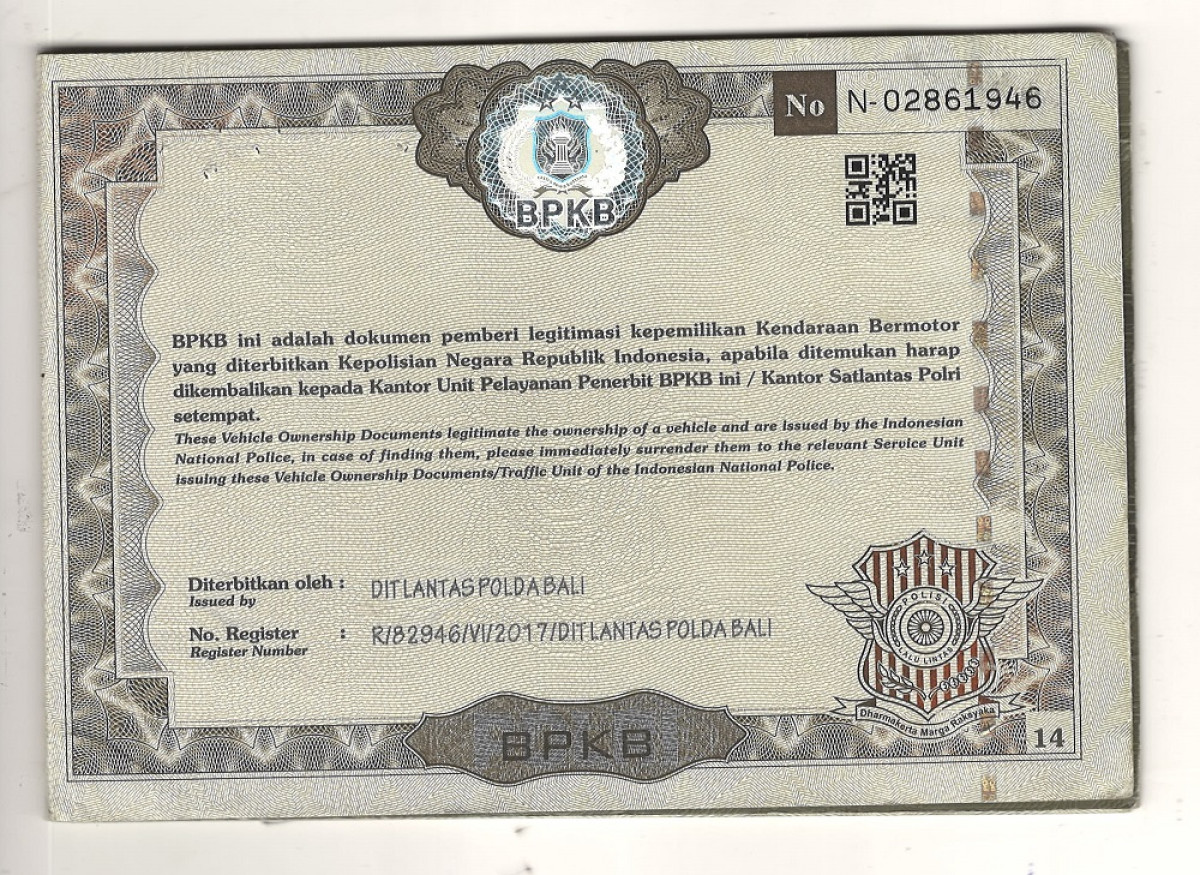 No N-02861946
BPKB
BPKB ini adalah dokumen pemberi legitimasi kepemilikan Kendaraan Bermotor
yang diterbitkan Kepolisian Negara Republik Indonesia, apabila ditemukan harap
dikembalikan kepada Kantor Unit Pelayanan Penerbit BPKB ini / Kantor Satlantas Polri
setempat.
These Vehicle Ownership Documents legitimate the ownership of a vehicle and are issued by the Indonesian
National Police, in case of finding them, please immediately surrender them to the relevant Service Unit
issuing these Vehicle Ownership Documents/Traffic Unit of the Indonesian National Police.
Diterbitkan oleh : DITLANTAS POLDA BALI
Issued by
No. Register : R/82946/VI/2017/DITLANTAS POLDA BALI
Register Number
POLISI
LALU LINTAS
Dharmakerta Marga Raksyaka
BPKB
14